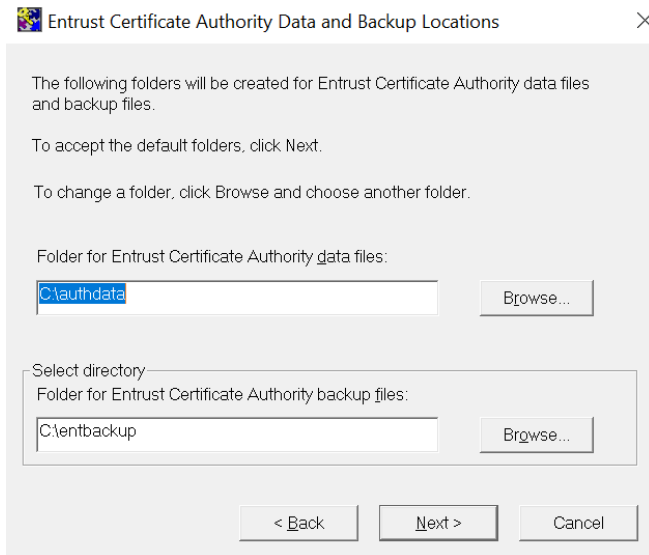 Entrust Certificate Authority Data and Backup Locations
The following folders will be created for Entrust Certificate Authority data files
and backup files.
To accept the default folders, click Next.
To change a folder, click Browse and choose another folder.
Folder for Entrust Certificate Authority data files:
C:\authdata
Browse...
Select directory
Folder for Entrust Certificate Authority backup files:
C:\entbackup
Browse...
< Back Next > Cancel